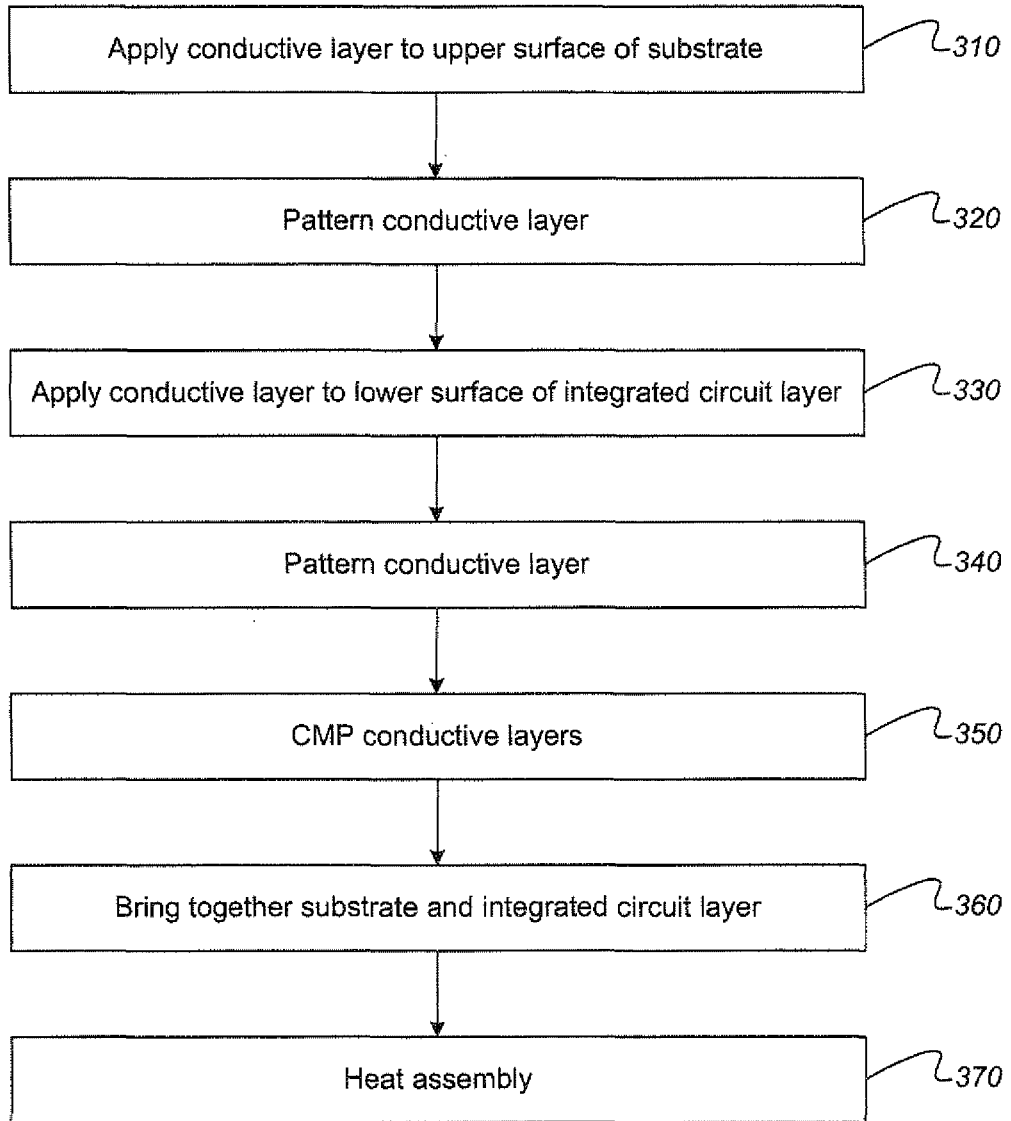 Apply conductive layer to upper surface of substrate
310
Pattern conductive layer
320
Apply conductive layer to lower surface of integrated circuit layer
330
Pattern conductive layer
340
CMP conductive layers
350
Bring together substrate and integrated circuit layer
360
Heat assembly
370